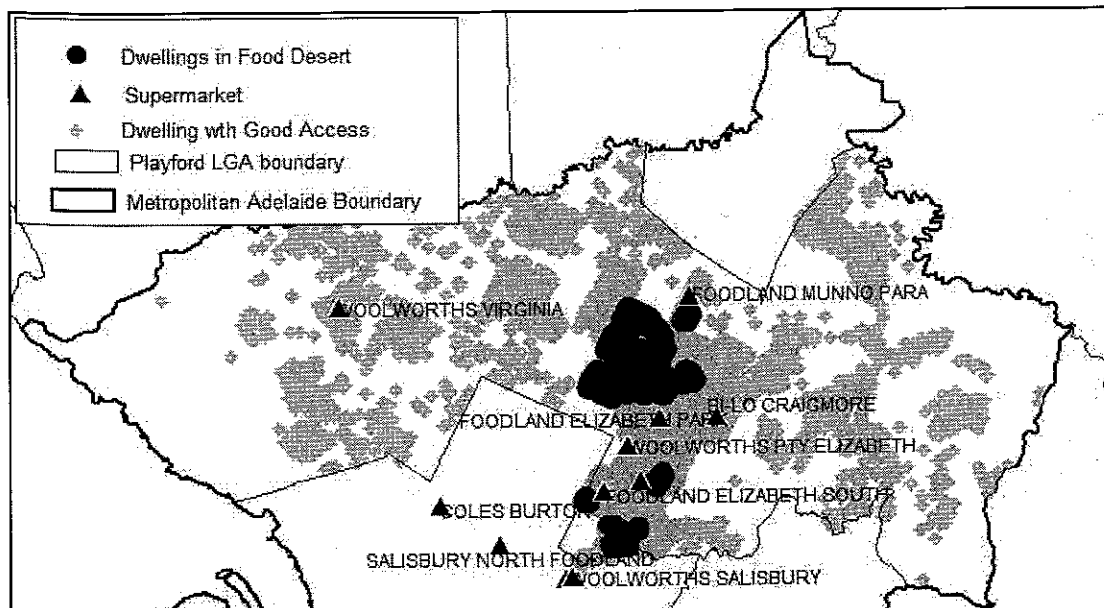 Dwellings in Food Desert
Supermarket
Dwelling wth Good Access
Playford LGA boundary
Metropolitan Adelaide Boundary
FOODLAND MUNNO PARA
WOOLWORTHS VIRGINIA
BILO CRAIGMORE
FOODLAND ELIZABETH PARK
WOOLWORTHS PTY ELIZABETH
FOODLAND ELIZABETH SOUTH
COLES BURTON
SALISBURY NORTH FOODLAND
WOOLWORTHS SALISBURY